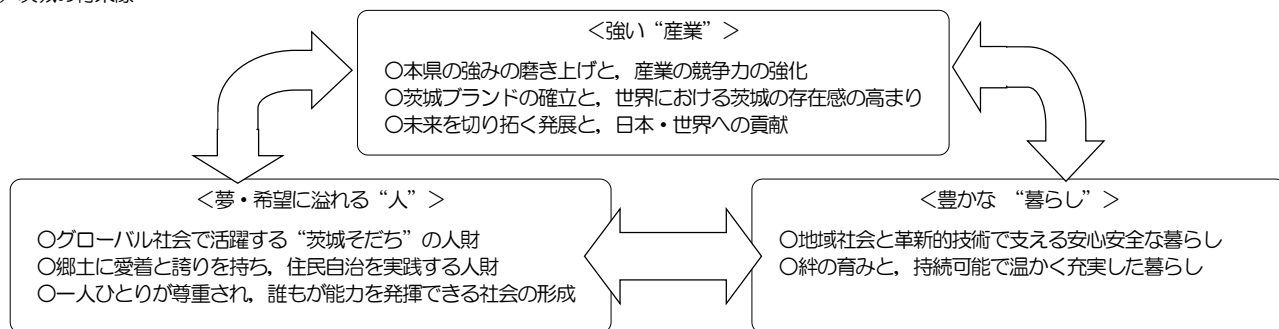 ＜強い“産業”＞
○本県の強みの磨き上げと，産業の競争力の強化
○茨城ブランドの確立と，世界における茨城の存在感の高まり
○未来を切り拓く発展と，日本・世界への貢献
＜夢・希望に溢れる“人”＞
○グローバル社会で活躍する“茨城そだち”の人財
○郷土に愛着と誇りを持ち，住民自治を実践する人財
○一人ひとりが尊重され，誰もが能力を発揮できる社会の形成
＜豊かな “暮らし”＞
○地域社会と革新的技術で支える安心安全な暮らし
○絆の育みと，持続可能で温かく充実した暮らし